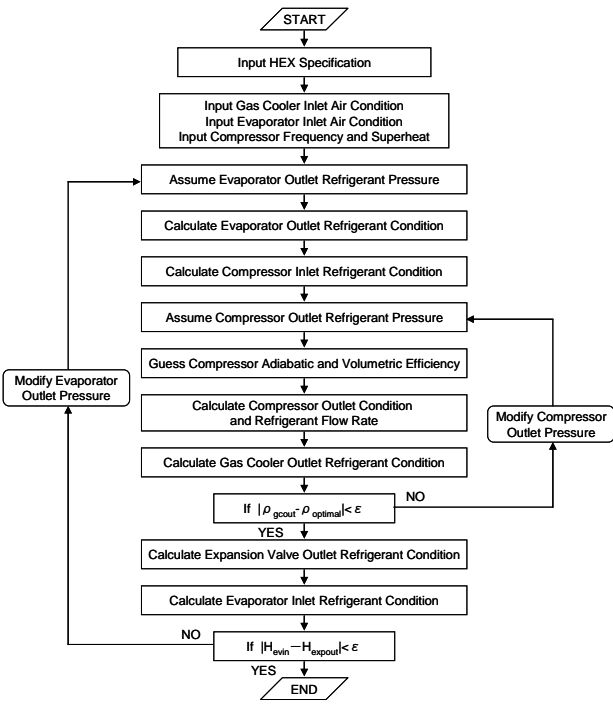 START
Input HEX Specification
Input Gas Cooler Inlet Air Condition
Input Evaporator Inlet Air Condition
Input Compressor Frequency and Superheat
Assume Evaporator Outlet Refrigerant Pressure
Calculate Evaporator Outlet Refrigerant Condition
Calculate Compressor Inlet Refrigerant Condition
Assume Compressor Outlet Refrigerant Pressure
Guess Compressor Adiabatic and Volumetric Efficiency
Modify Evaporator
Outlet Pressure
Calculate Compressor Outlet Condition
and Refrigerant Flow Rate
Modify Compressor
Outlet Pressure
Calculate Gas Cooler Outlet Refrigerant Condition
If |ρgcout-ρoptimal|<ε
NO
YES
Calculate Expansion Valve Outlet Refrigerant Condition
Calculate Evaporator Inlet Refrigerant Condition
NO
If |Hevin－Hexpout|<ε
YES
END